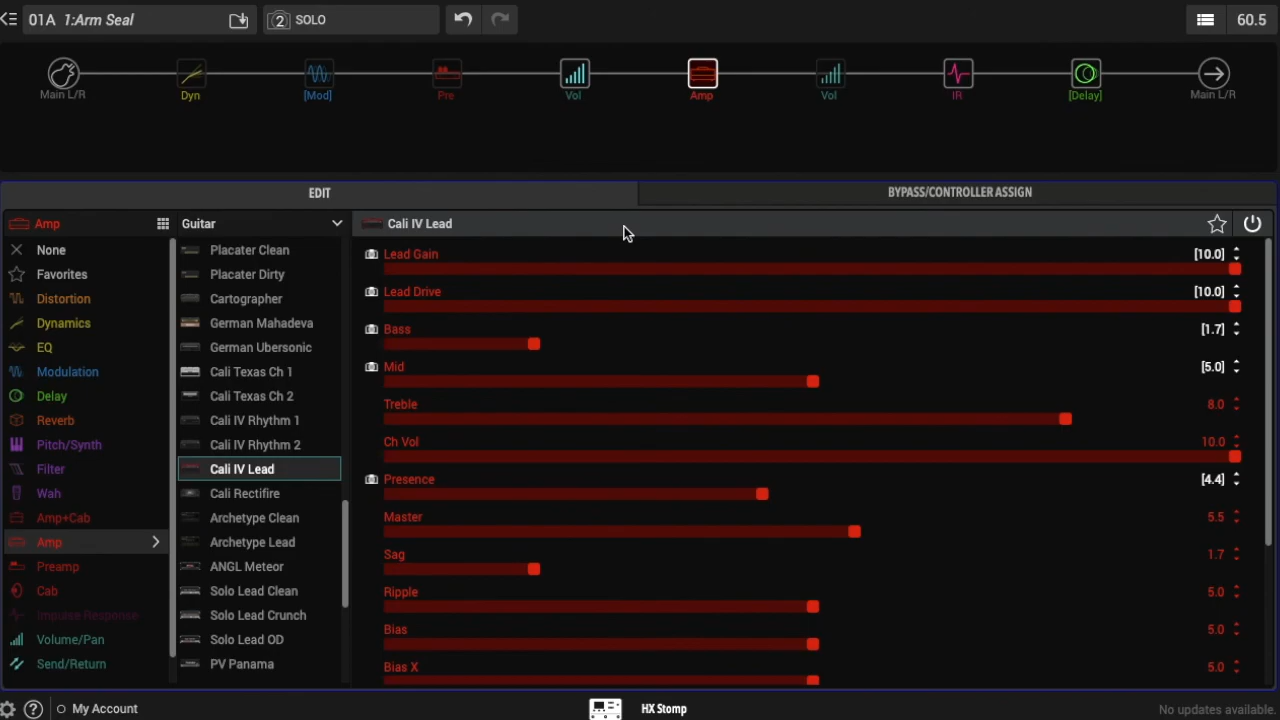 01A 1:Arm Seal
2 SOLO
60.5
Main L/R
Dyn
[Mod]
Pre
Vol
Amp
Vol
IR
[Delay]
Main L/R
EDIT
BYPASS/CONTROLLER ASSIGN
Amp
None
Favorites
Distortion
Dynamics
EQ
Modulation
Delay
Reverb
Pitch/Synth
Filter
Wah
Amp+Cab
Amp
Preamp
Cab
Impulse Response
Volume/Pan
Send/Return
Guitar
Placater Clean
Placater Dirty
Cartographer
German Mahadeva
German Ubersonic
Cali Texas Ch 1
Cali Texas Ch 2
Cali IV Rhythm 1
Cali IV Rhythm 2
Cali IV Lead
Cali Rectifire
Archetype Clean
Archetype Lead
ANGL Meteor
Solo Lead Clean
Solo Lead Crunch
Solo Lead OD
PV Panama
Cali IV Lead
Lead Gain [10.0]
Lead Drive [10.0]
Bass [1.7]
Mid [5.0]
Treble 8.0
Ch Vol 10.0
Presence [4.4]
Master 5.5
Sag 1.7
Ripple 5.0
Bias 5.0
Bias X 5.0
? My Account
HX Stomp
No updates available